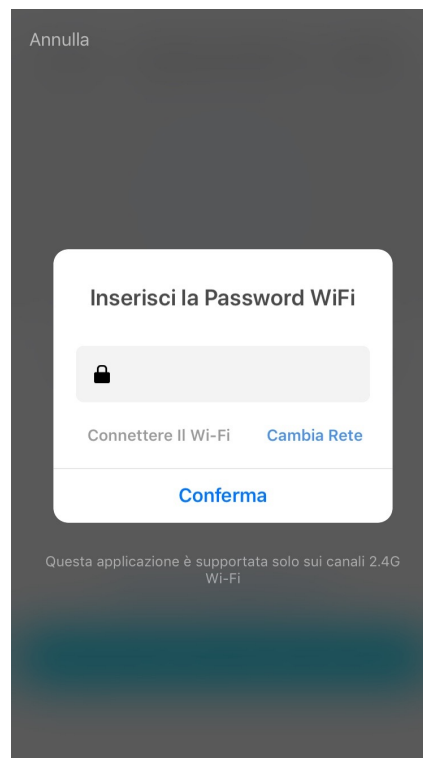 Annulla
Inserisci la Password WiFi
Connettere Il Wi-Fi
Cambia Rete
Conferma
Questa applicazione è supportata solo sui canali 2.4G
Wi-Fi